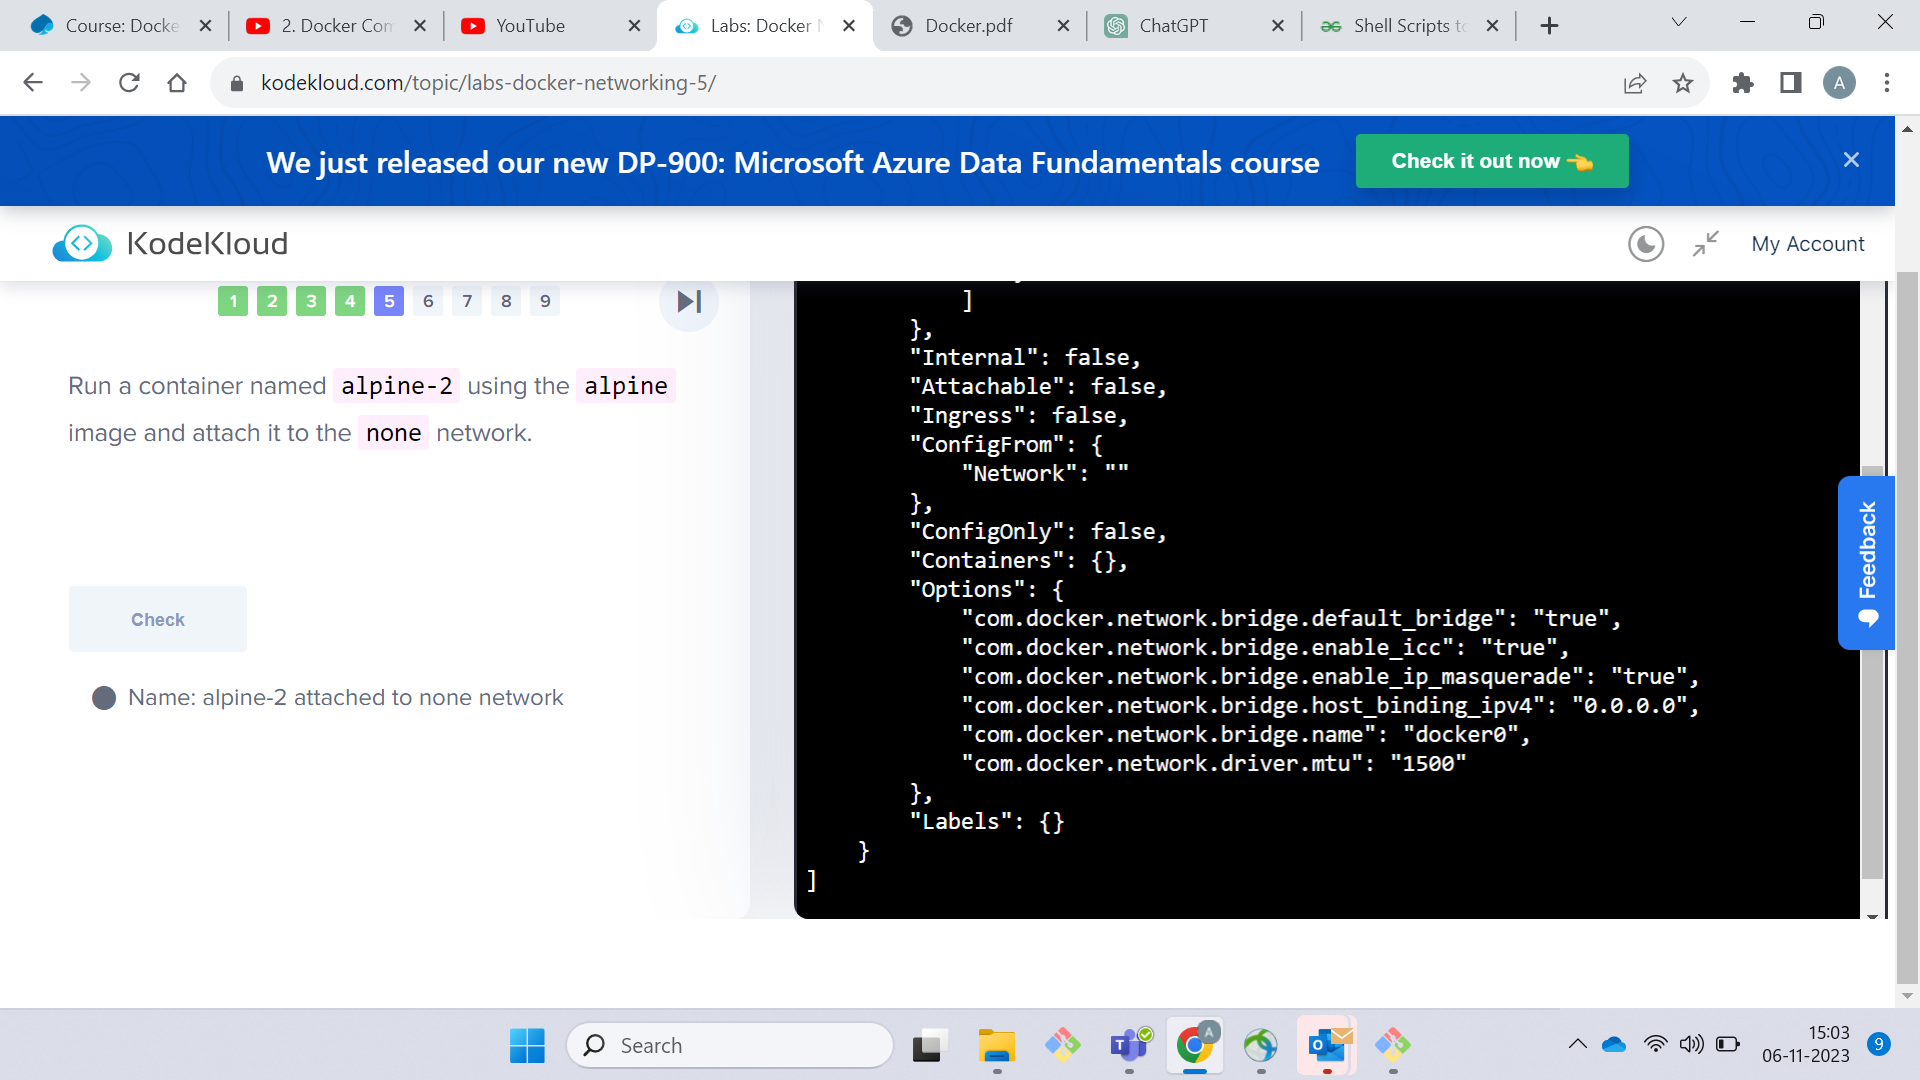 Course: Docke
2. Docker Con
YouTube
Labs: Docker N
Docker.pdf
ChatGPT
Shell Scripts to
kodekloud.com/topic/labs-docker-networking-5/
A
We just released our new DP-900: Microsoft Azure Data Fundamentals course
Check it out now
KodeKloud
My Account
1 2 3 4 5 6 7 8 9
Run a container named alpine-2 using the alpine
image and attach it to the none network.
Check
Name: alpine-2 attached to none network
]
},
"Internal": false,
"Attachable": false,
"Ingress": false,
"ConfigFrom": {
"Network": ""
},
"ConfigOnly": false,
"Containers": {},
"Options": {
"com.docker.network.bridge.default_bridge": "true",
"com.docker.network.bridge.enable_icc": "true",
"com.docker.network.bridge.enable_ip_masquerade": "true",
"com.docker.network.bridge.host_binding_ipv4": "0.0.0.0",
"com.docker.network.bridge.name": "docker0",
"com.docker.network.driver.mtu": "1500"
},
"Labels": {}
}
]
Feedback
Search
15:03
06-11-2023
9